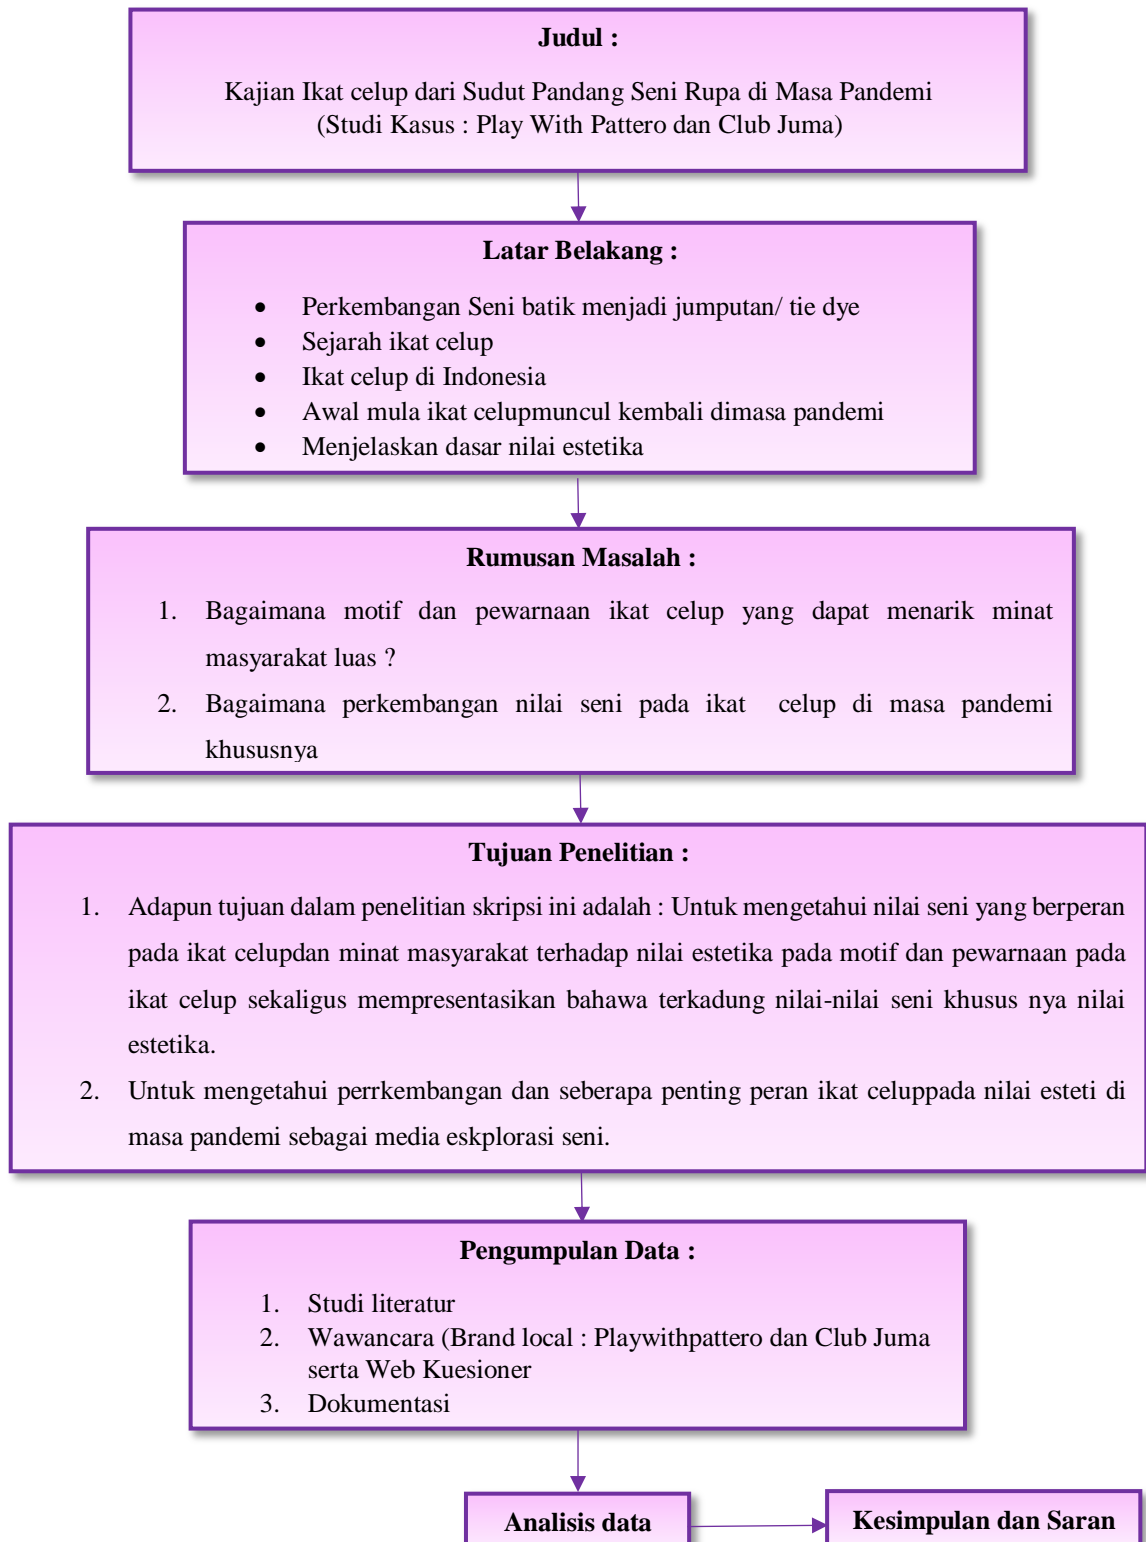 Judul :
Kajian Ikat celup dari Sudut Pandang Seni Rupa di Masa Pandemi
(Studi Kasus : Play With Pattero dan Club Juma)
Latar Belakang :
• Perkembangan Seni batik menjadi jumputan/ tie dye
• Sejarah ikat celup
• Ikat celup di Indonesia
• Awal mula ikat celupmuncul kembali dimasa pandemi
• Menjelaskan dasar nilai estetika
Rumusan Masalah :
1. Bagaimana motif dan pewarnaan ikat celup yang dapat menarik minat
masyarakat luas ?
2. Bagaimana perkembangan nilai seni pada ikat celup di masa pandemi
khususnya
Tujuan Penelitian :
1. Adapun tujuan dalam penelitian skripsi ini adalah : Untuk mengetahui nilai seni yang berperan
pada ikat celupdan minat masyarakat terhadap nilai estetika pada motif dan pewarnaan pada
ikat celup sekaligus mempresentasikan bahawa terkadung nilai-nilai seni khusus nya nilai
estetika.
2. Untuk mengetahui perrkembangan dan seberapa penting peran ikat celuppada nilai esteti di
masa pandemi sebagai media eskplorasi seni.
Pengumpulan Data :
1. Studi literatur
2. Wawancara (Brand local : Playwithpattero dan Club Juma
serta Web Kuesioner
3. Dokumentasi
Analisis data
Kesimpulan dan Saran